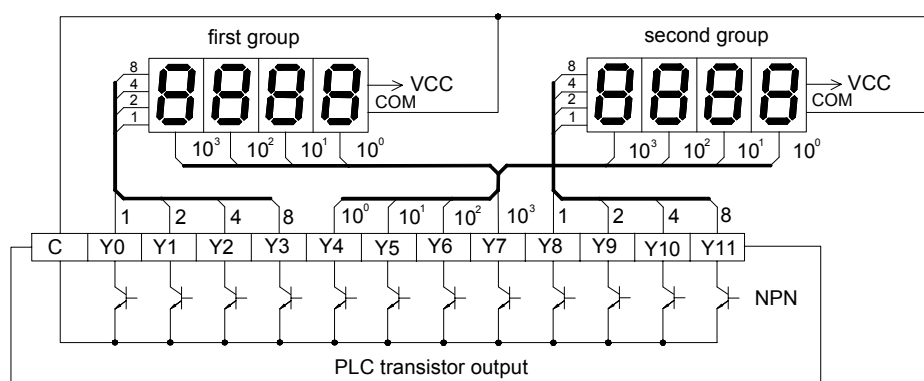 first group
second group
8
4
2
1
VCC
COM
10³ 10² 10¹ 10⁰
8
4
2
1
VCC
COM
10³ 10² 10¹ 10⁰
1 2 4 8 10⁰ 10¹ 10² 10³ 1 2 4 8
C Y0 Y1 Y2 Y3 Y4 Y5 Y6 Y7 Y8 Y9 Y10 Y11
NPN
PLC transistor output